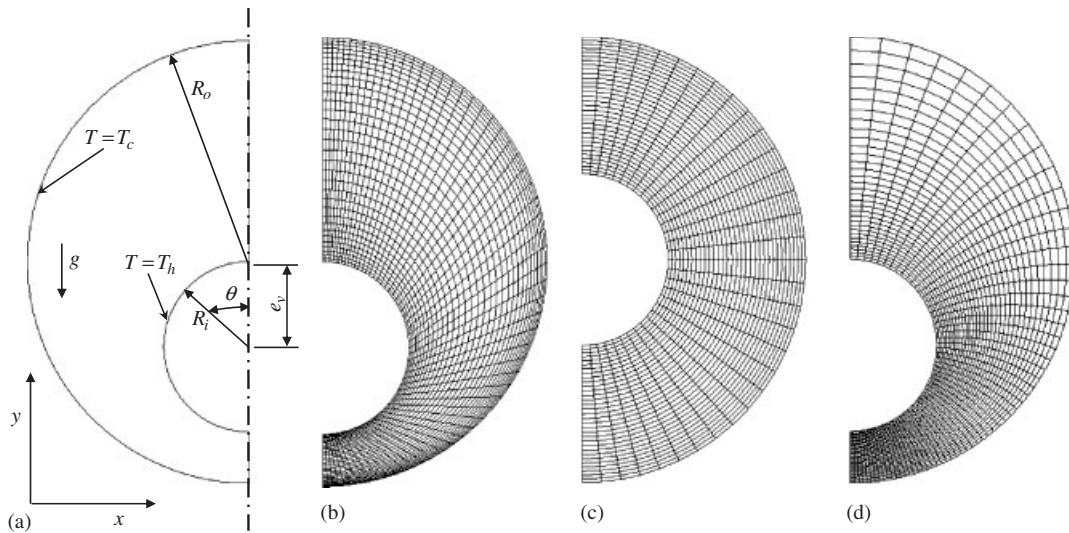 R_o
T = T_c
g
T = T_h
θ
R_i
e_v
y
x
(a)
(b)
(c)
(d)